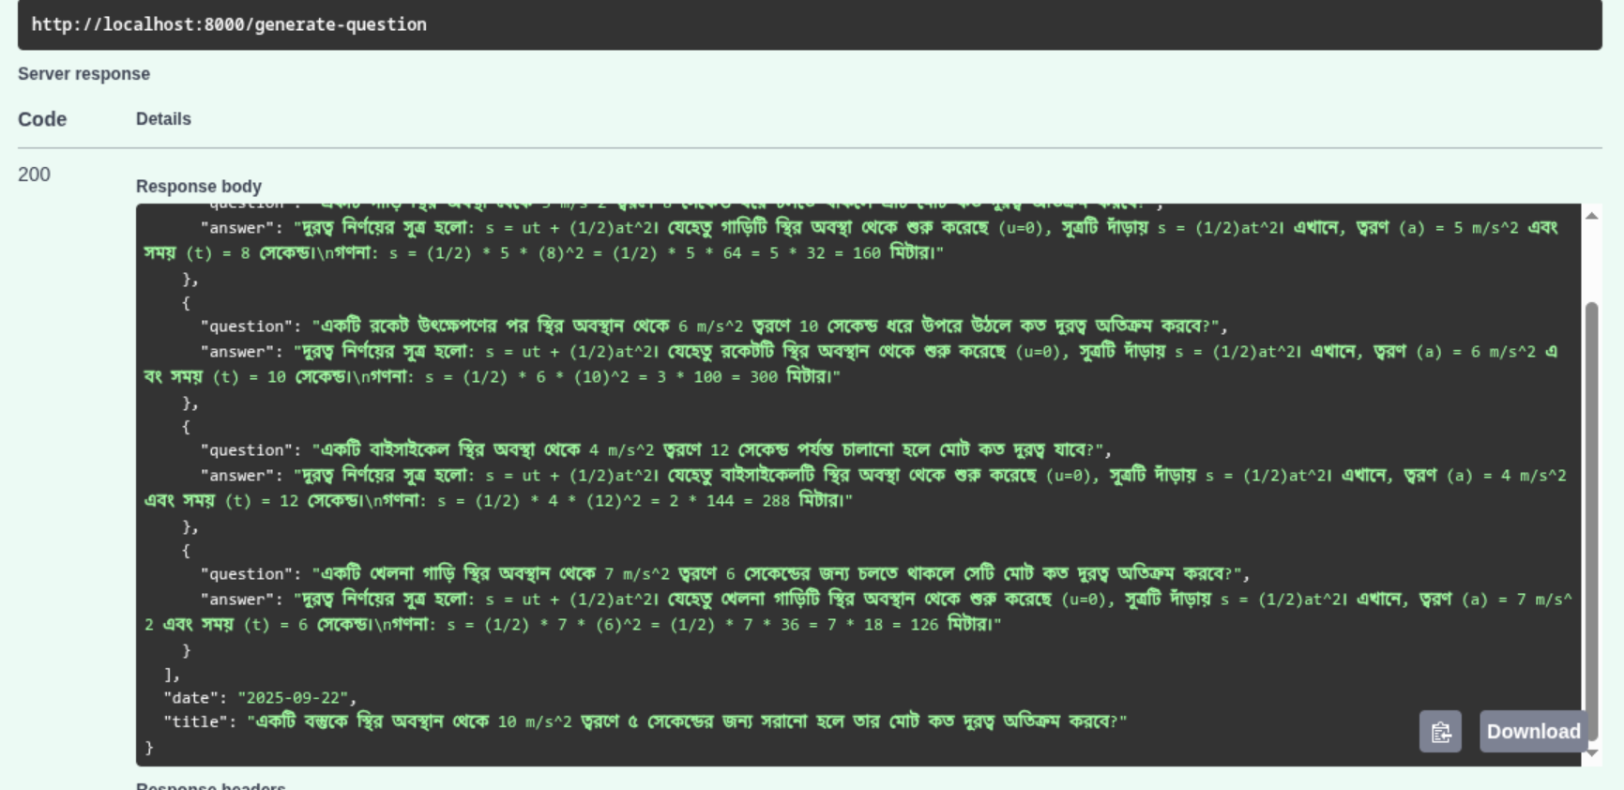 http://localhost:8000/generate-question
Server response
Code Details
200
Response body
"answer": "দূরত্ব নির্ণয়ের সূত্র হলো: s = ut + (1/2)at^2। যেহেতু গাড়িটি স্থির অবস্থা থেকে শুরু করেছে (u=0), সূত্রটি দাঁড়ায় s = (1/2)at^2। এখানে, ত্বরণ (a) = 5 m/s^2 এবং
সময় (t) = 8 সেকেন্ড।\nগণনা: s = (1/2) * 5 * (8)^2 = (1/2) * 5 * 64 = 5 * 32 = 160 মিটার।"
},
{
"question": "একটি রকেট উৎক্ষেপণের পর স্থির অবস্থান থেকে 6 m/s^2 ত্বরণে 10 সেকেন্ড ধরে উপরে উঠলে কত দূরত্ব অতিক্রম করবে?",
"answer": "দূরত্ব নির্ণয়ের সূত্র হলো: s = ut + (1/2)at^2। যেহেতু রকেটটি স্থির অবস্থান থেকে শুরু করেছে (u=0), সূত্রটি দাঁড়ায় s = (1/2)at^2। এখানে, ত্বরণ (a) = 6 m/s^2 এ
বং সময় (t) = 10 সেকেন্ড।\nগণনা: s = (1/2) * 6 * (10)^2 = 3 * 100 = 300 মিটার।"
},
{
"question": "একটি বাইসাইকেল স্থির অবস্থা থেকে 4 m/s^2 ত্বরণে 12 সেকেন্ড পর্যন্ত চালানো হলে মোট কত দূরত্ব যাবে?",
"answer": "দূরত্ব নির্ণয়ের সূত্র হলো: s = ut + (1/2)at^2। যেহেতু বাইসাইকেলটি স্থির অবস্থা থেকে শুরু করেছে (u=0), সূত্রটি দাঁড়ায় s = (1/2)at^2। এখানে, ত্বরণ (a) = 4 m/s^2
এবং সময় (t) = 12 সেকেন্ড।\nগণনা: s = (1/2) * 4 * (12)^2 = 2 * 144 = 288 মিটার।"
},
{
"question": "একটি খেলনা গাড়ি স্থির অবস্থান থেকে 7 m/s^2 ত্বরণে 6 সেকেন্ডের জন্য চলতে থাকলে সেটি মোট কত দূরত্ব অতিক্রম করবে?",
"answer": "দূরত্ব নির্ণয়ের সূত্র হলো: s = ut + (1/2)at^2। যেহেতু খেলনা গাড়িটি স্থির অবস্থান থেকে শুরু করেছে (u=0), সূত্রটি দাঁড়ায় s = (1/2)at^2। এখানে, ত্বরণ (a) = 7 m/s^
2 এবং সময় (t) = 6 সেকেন্ড।\nগণনা: s = (1/2) * 7 * (6)^2 = (1/2) * 7 * 36 = 7 * 18 = 126 মিটার।"
}
],
"date": "2025-09-22",
"title": "একটি বস্তুকে স্থির অবস্থান থেকে 10 m/s^2 ত্বরণে ৫ সেকেন্ডের জন্য সরানো হলে তার মোট কত দূরত্ব অতিক্রম করবে?"
}
Download
Response headers